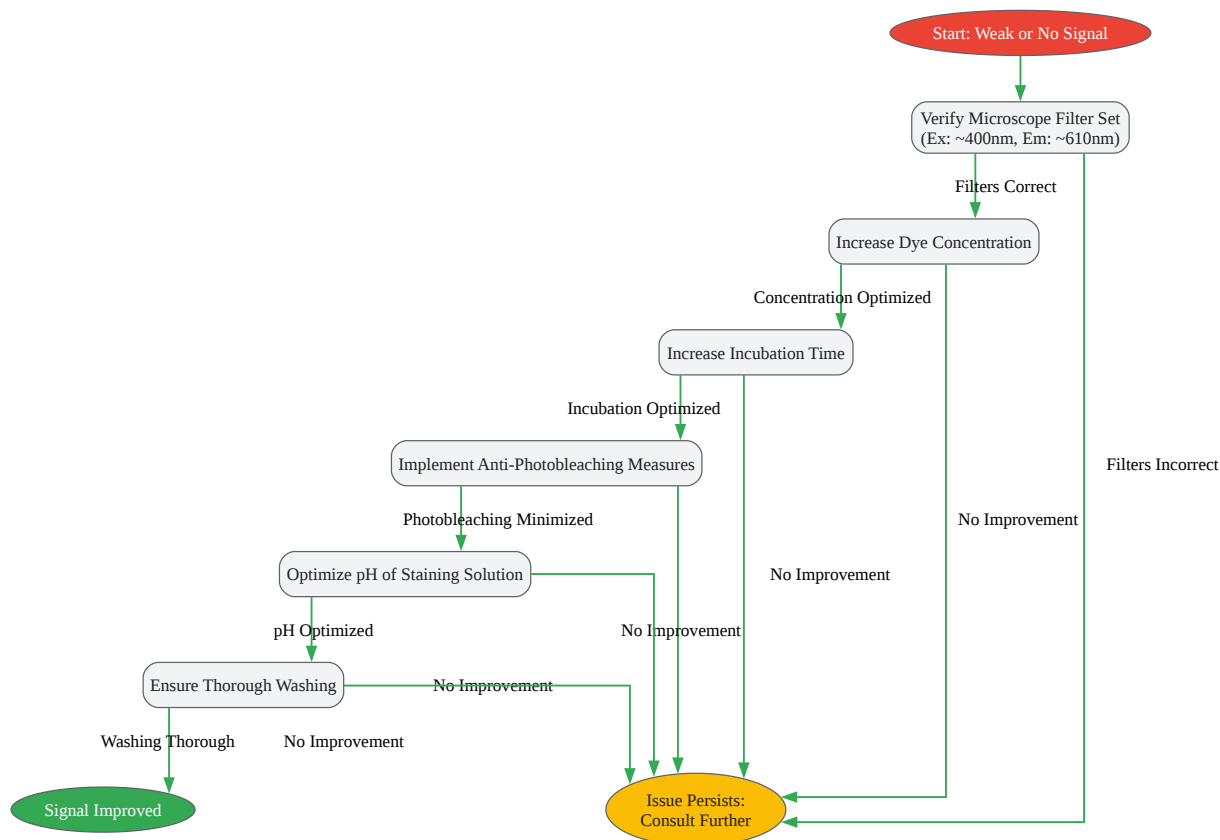 Start: Weak or No Signal
Verify Microscope Filter Set
(Ex: ~400nm, Em: ~610nm)
Filters Correct
Increase Dye Concentration
Concentration Optimized
Increase Incubation Time
Incubation Optimized
Implement Anti-Photobleaching Measures
Filters Incorrect
Photobleaching Minimized
No Improvement
Optimize pH of Staining Solution
No Improvement
pH Optimized
No Improvement
Ensure Thorough Washing
No Improvement
Washing Thorough
No Improvement
Signal Improved
Issue Persists:
Consult Further